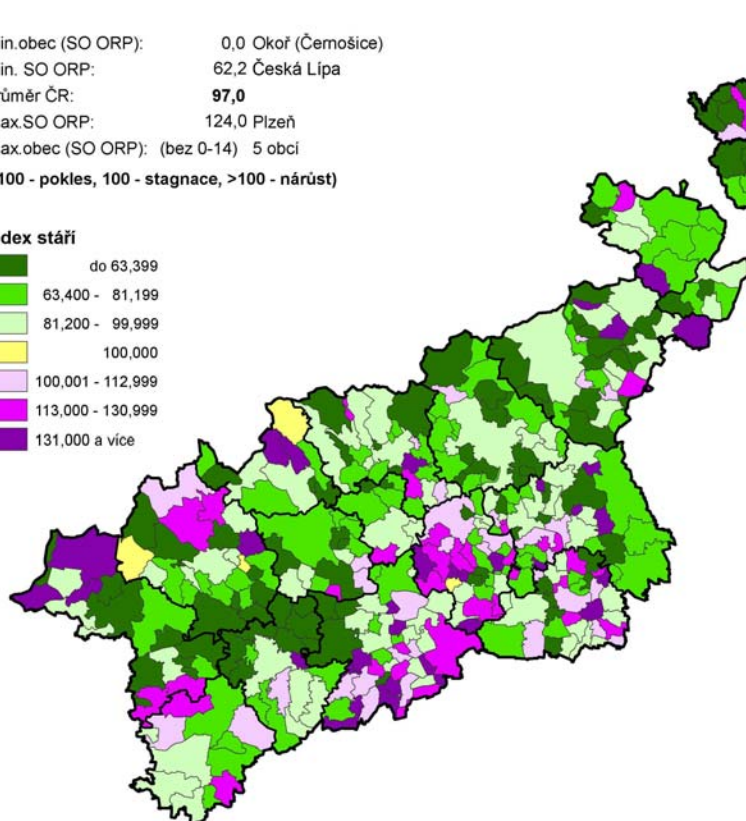 in.obec (SO ORP): 0,0 Okoř (Černošice)
in. SO ORP: 62,2 Česká Lípa
růměr ČR: 97,0
ax.SO ORP: 124,0 Plzeň
ax.obec (SO ORP): (bez 0-14) 5 obcí
100 - pokles, 100 - stagnace, >100 - nárůst)
dex stáří
do 63,399
63,400 - 81,199
81,200 - 99,999
100,000
100,001 - 112,999
113,000 - 130,999
131,000 a více